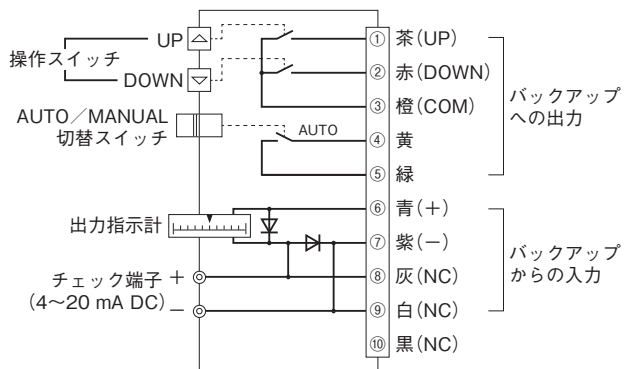 操作スイッチ
UP
DOWN
AUTO／MANUAL
切替スイッチ
AUTO
出力指示計
チェック端子
(4〜20 mA DC)
+
−
① 茶(UP)
② 赤(DOWN)
③ 橙(COM)
④ 黄
⑤ 緑
⑥ 青(+)
⑦ 紫(−)
⑧ 灰(NC)
⑨ 白(NC)
⑩ 黒(NC)
バックアップ
への出力
バックアップ
からの入力